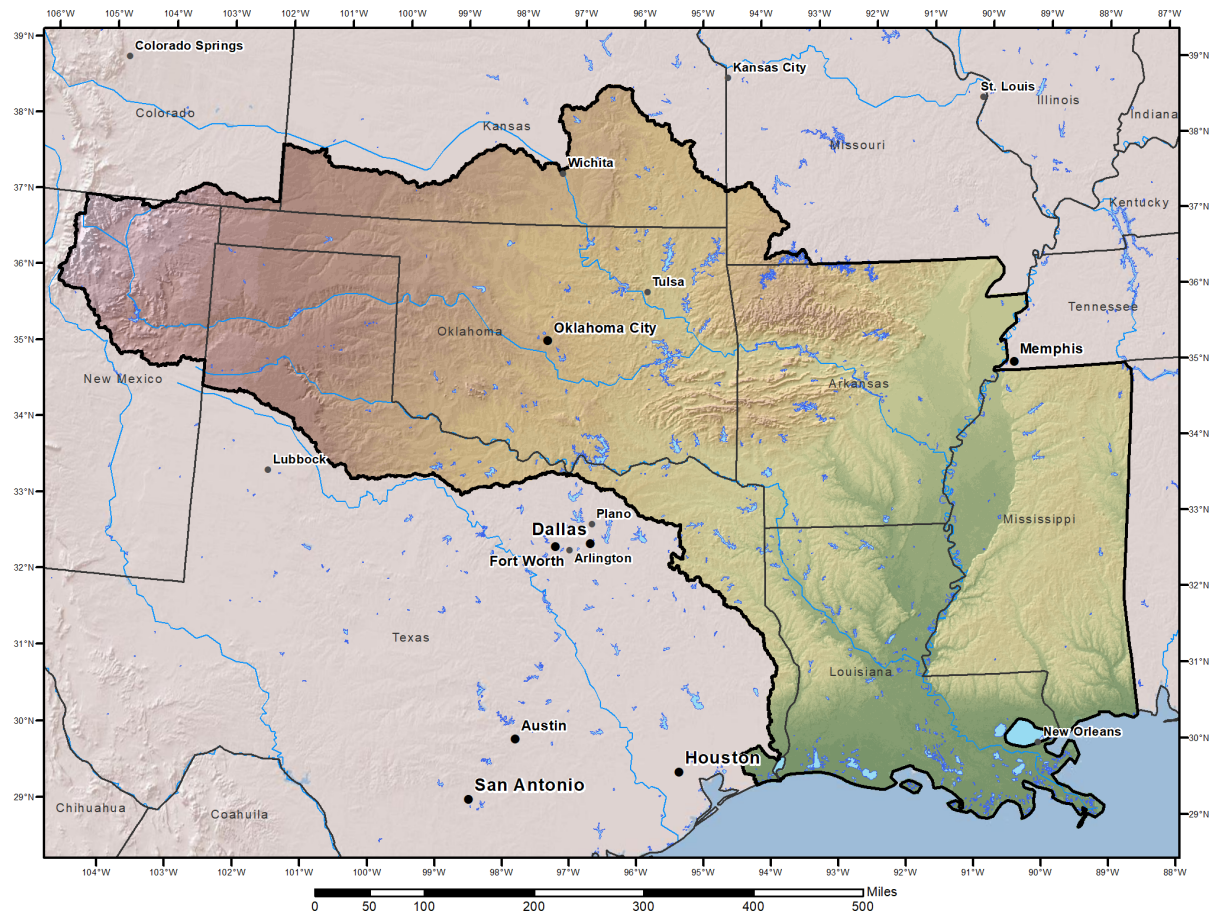 106°W 105°W 104°W 103°W 102°W 101°W 100°W 99°W 98°W 97°W 96°W 95°W 94°W 93°W 92°W 91°W 90°W 89°W 88°W 87°W
39°N
39°N
Colorado Springs
Kansas City
St. Louis
Illinois
Colorado
Indiana
38°N
Kansas
38°N
Missouri
Wichita
37°N
37°N
Kentucky
36°N
36°N
Tulsa
Tennessee
Oklahoma
Oklahoma City
35°N
Memphis
35°N
New Mexico
Arkansas
34°N
34°N
Lubbock
33°N
33°N
Plano
Mississippi
Dallas
Fort Worth
Arlington
32°N
32°N
Texas
31°N
31°N
Louisiana
30°N
Austin
New Orleans
30°N
Houston
San Antonio
29°N
Chihuahua
Coahuila
29°N
104°W 103°W 102°W 101°W 100°W 99°W 98°W 97°W 96°W 95°W 94°W 93°W 92°W 91°W 90°W 89°W 88°W
Miles
0 50 100 200 300 400 500